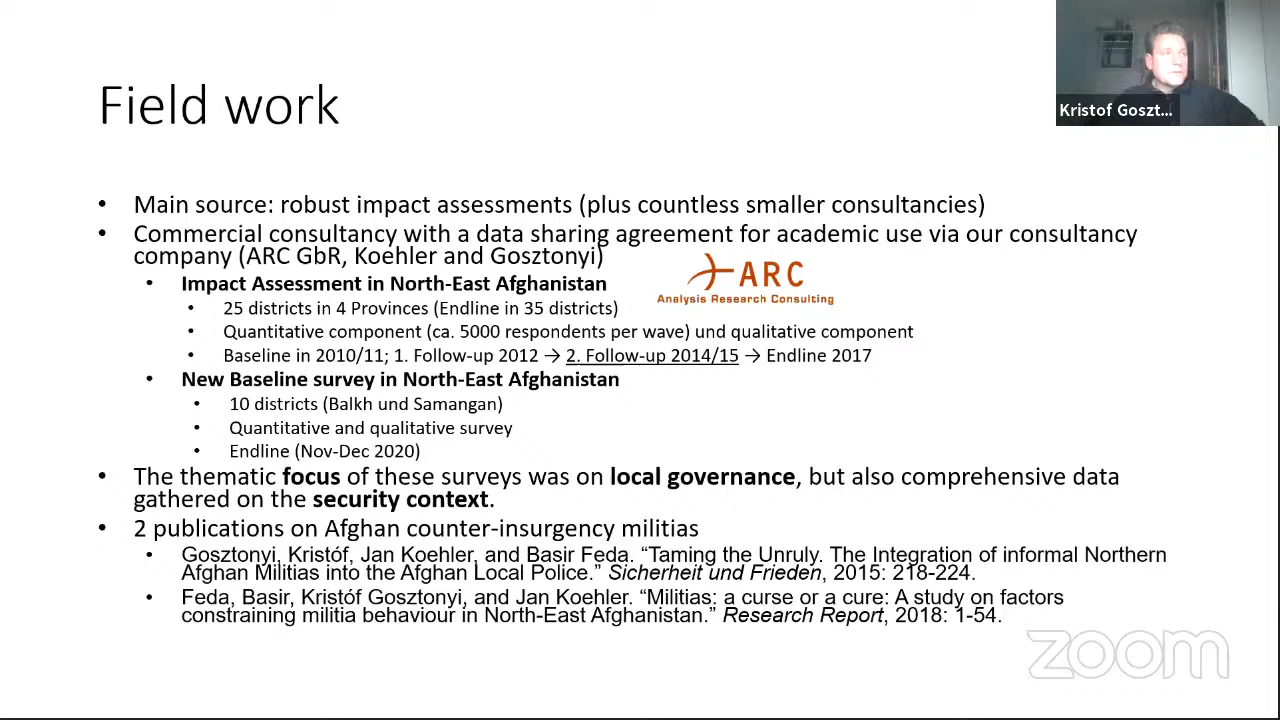 Field work
Kristof Goszt...
• Main source: robust impact assessments (plus countless smaller consultancies)
• Commercial consultancy with a data sharing agreement for academic use via our consultancy
company (ARC GbR, Koehler and Gosztonyi)
ARC
Analysis Research Consulting
• Impact Assessment in North-East Afghanistan
• 25 districts in 4 Provinces (Endline in 35 districts)
• Quantitative component (ca. 5000 respondents per wave) und qualitative component
• Baseline in 2010/11; 1. Follow-up 2012 → 2. Follow-up 2014/15 → Endline 2017
• New Baseline survey in North-East Afghanistan
• 10 districts (Balkh und Samangan)
• Quantitative and qualitative survey
• Endline (Nov-Dec 2020)
• The thematic focus of these surveys was on local governance, but also comprehensive data
gathered on the security context.
• 2 publications on Afghan counter-insurgency militias
• Gosztonyi, Kristóf, Jan Koehler, and Basir Feda. “Taming the Unruly. The Integration of informal Northern
Afghan Militias into the Afghan Local Police.” Sicherheit und Frieden, 2015: 218-224.
• Feda, Basir, Kristóf Gosztonyi, and Jan Koehler. “Militias: a curse or a cure: A study on factors
constraining militia behaviour in North-East Afghanistan.” Research Report, 2018: 1-54.
zoom